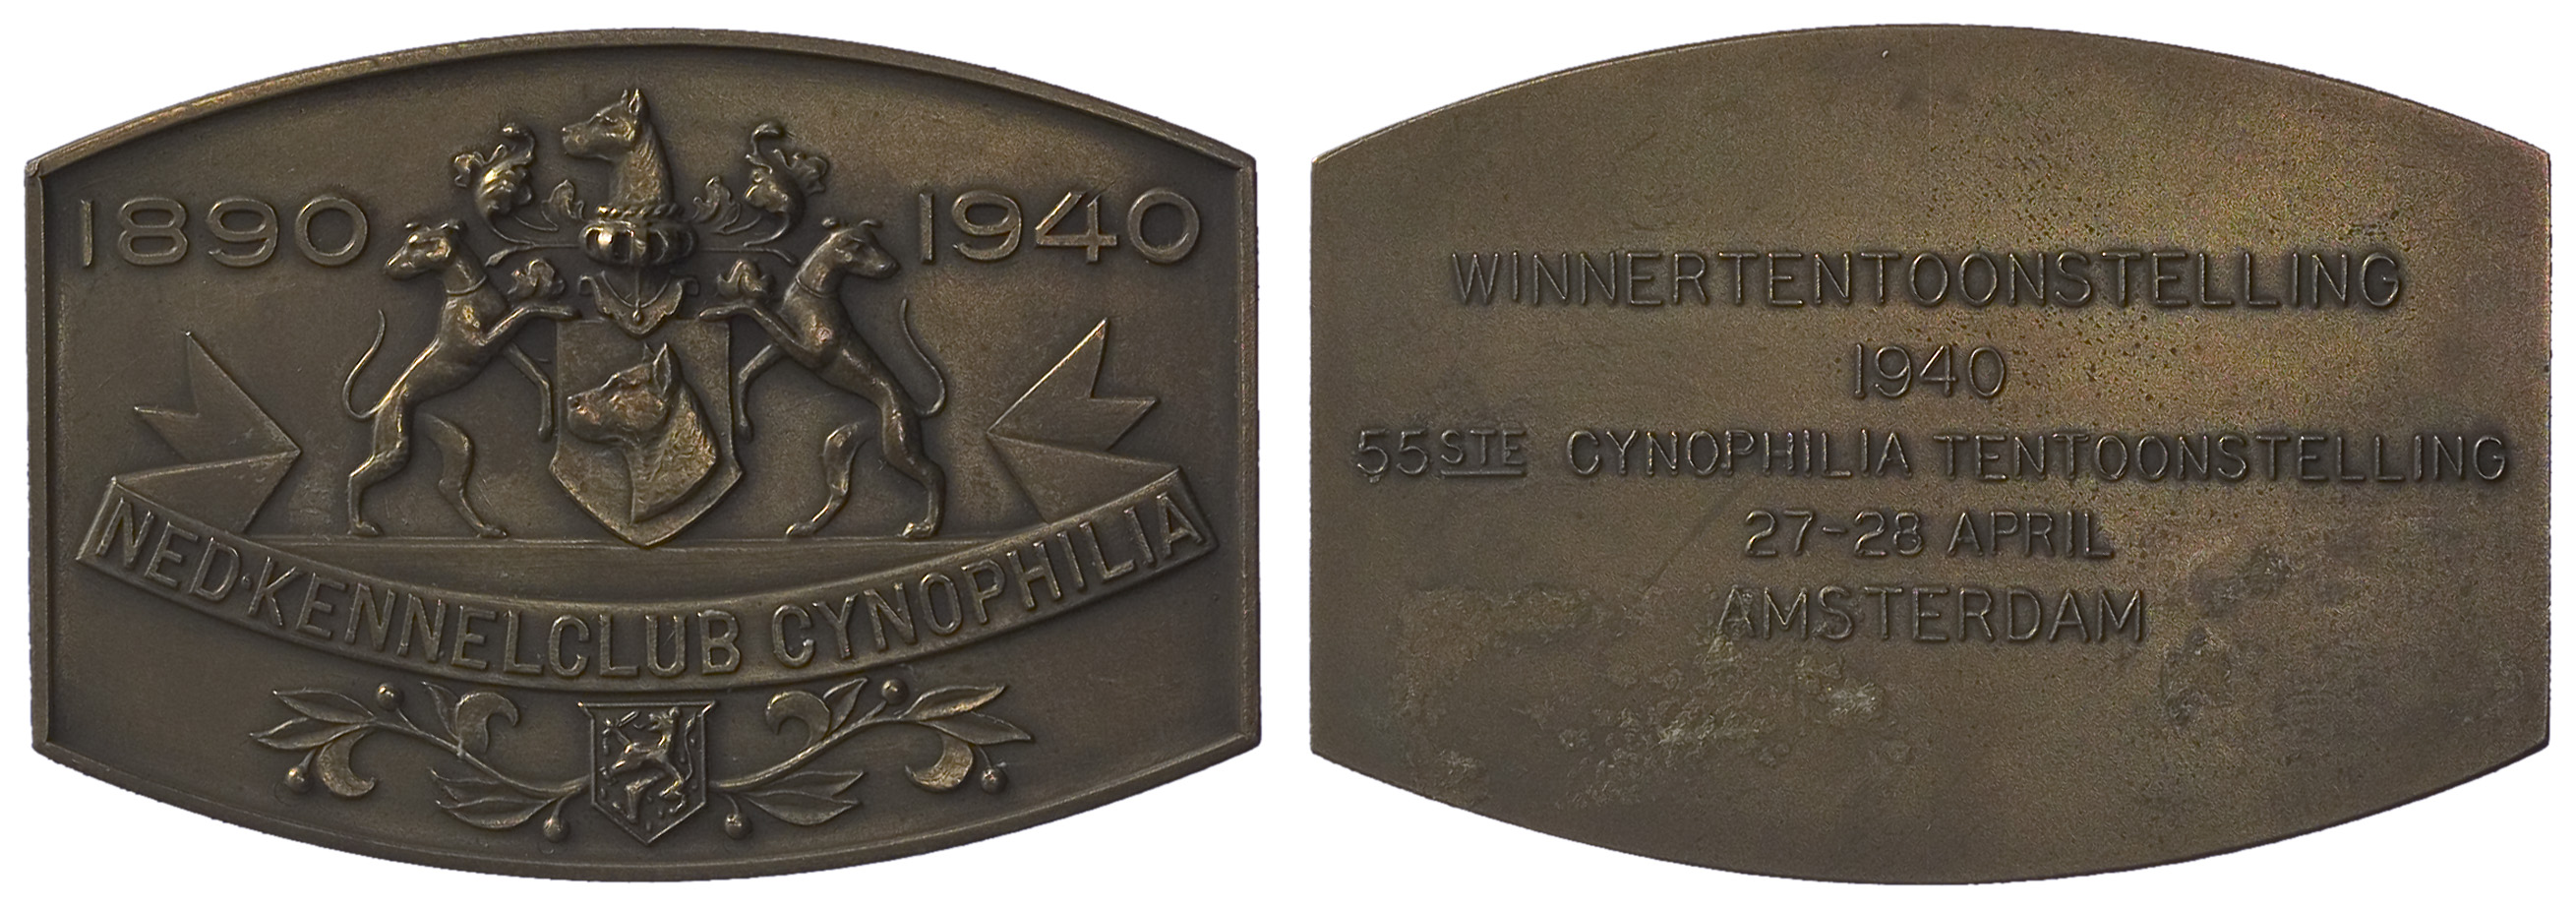 1890 1940
NED·KENNELCLUB CYNOPHILIA
WINNERTENTOONSTELLING
1940
55STE CYNOPHILIA TENTOONSTELLING
27-28 APRIL
AMSTERDAM